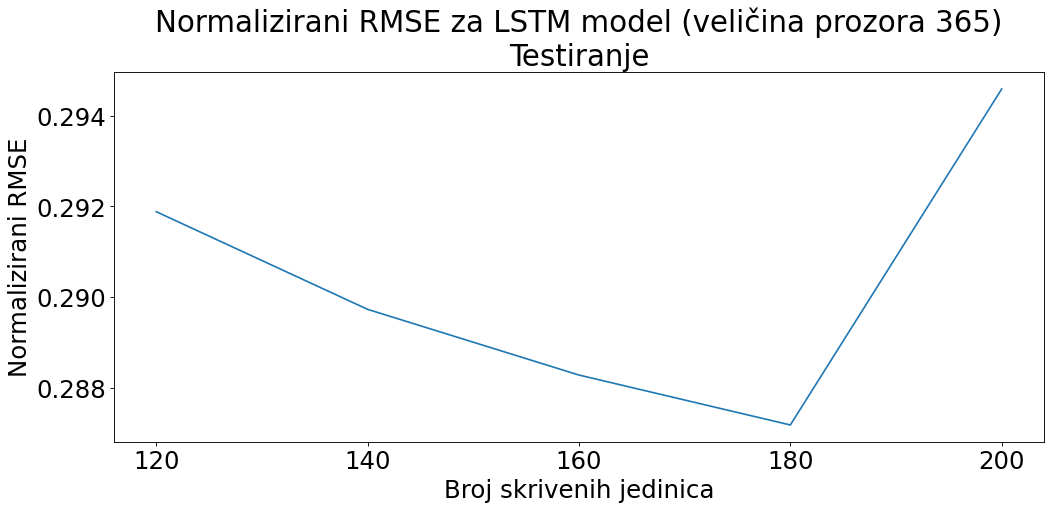 Normalizirani RMSE za LSTM model (veličina prozora 365)
Testiranje
Normalizirani RMSE
0.294
0.292
0.290
0.288
120 140 160 180 200
Broj skrivenih jedinica